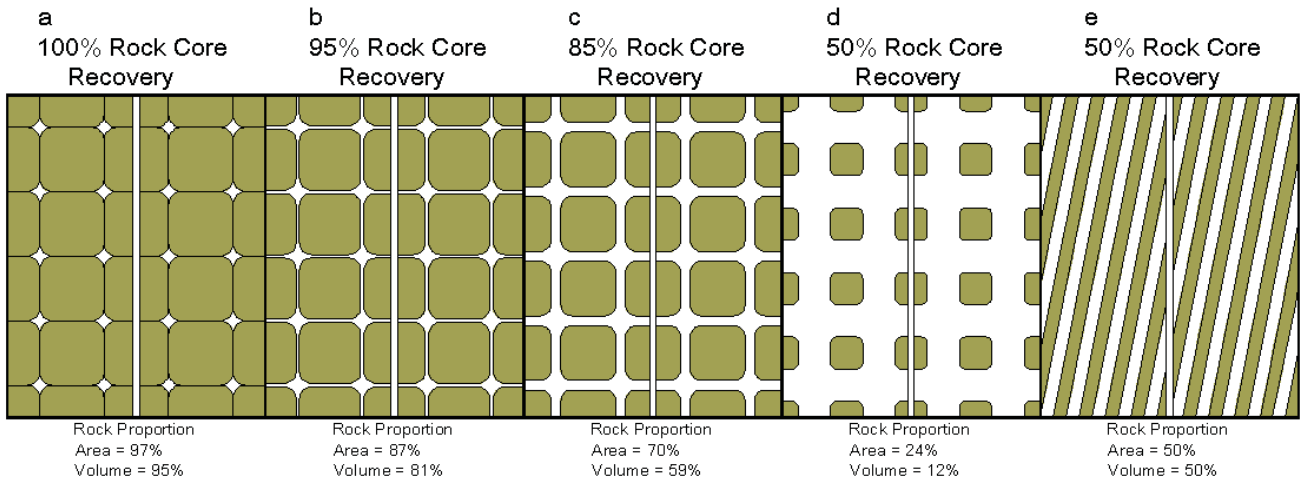 a
100% Rock Core
Recovery
b
95% Rock Core
Recovery
c
85% Rock Core
Recovery
d
50% Rock Core
Recovery
e
50% Rock Core
Recovery
Rock Proportion
Area = 97%
Volume = 95%
Rock Proportion
Area = 87%
Volume = 81%
Rock Proportion
Area = 70%
Volume = 59%
Rock Proportion
Area = 24%
Volume = 12%
Rock Proportion
Area = 50%
Volume = 50%